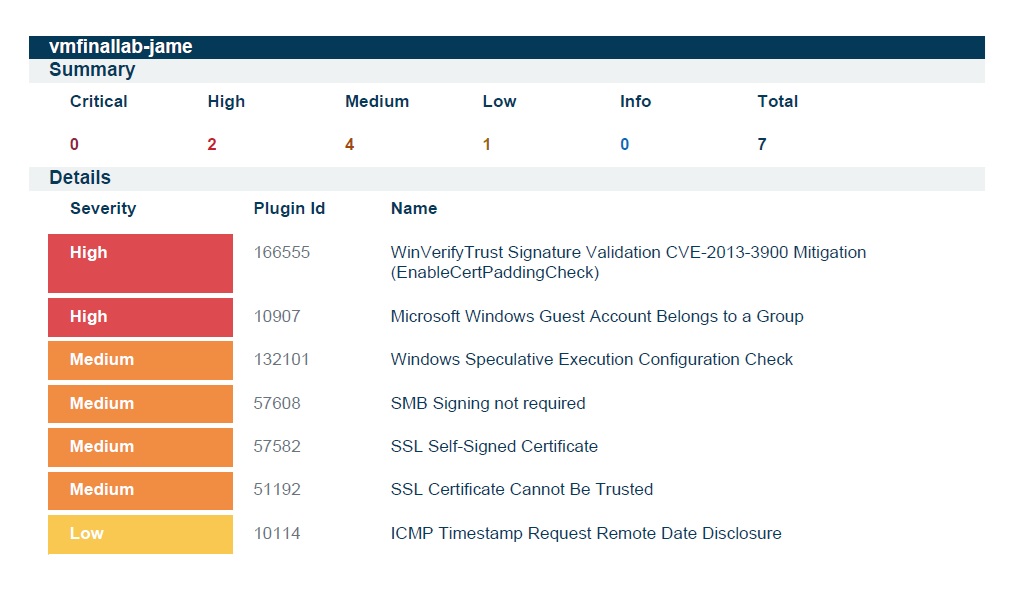 vmfinallab-jame
Summary
Critical High Medium Low Info Total
0 2 4 1 0 7
Details
Severity Plugin Id Name
High 166555 WinVerifyTrust Signature Validation CVE-2013-3900 Mitigation
(EnableCertPaddingCheck)
High 10907 Microsoft Windows Guest Account Belongs to a Group
Medium 132101 Windows Speculative Execution Configuration Check
Medium 57608 SMB Signing not required
Medium 57582 SSL Self-Signed Certificate
Medium 51192 SSL Certificate Cannot Be Trusted
Low 10114 ICMP Timestamp Request Remote Date Disclosure